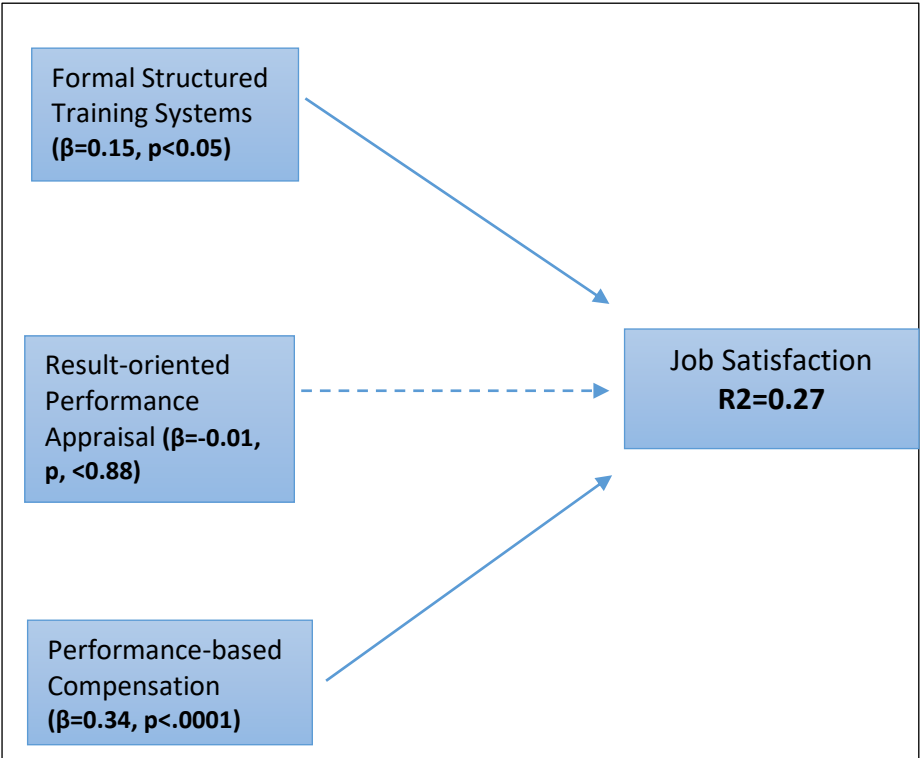 Formal Structured
Training Systems
(β=0.15, p<0.05)
Result-oriented
Performance
Appraisal (β=-0.01,
p, <0.88)
Job Satisfaction
R2=0.27
Performance-based
Compensation
(β=0.34, p<.0001)